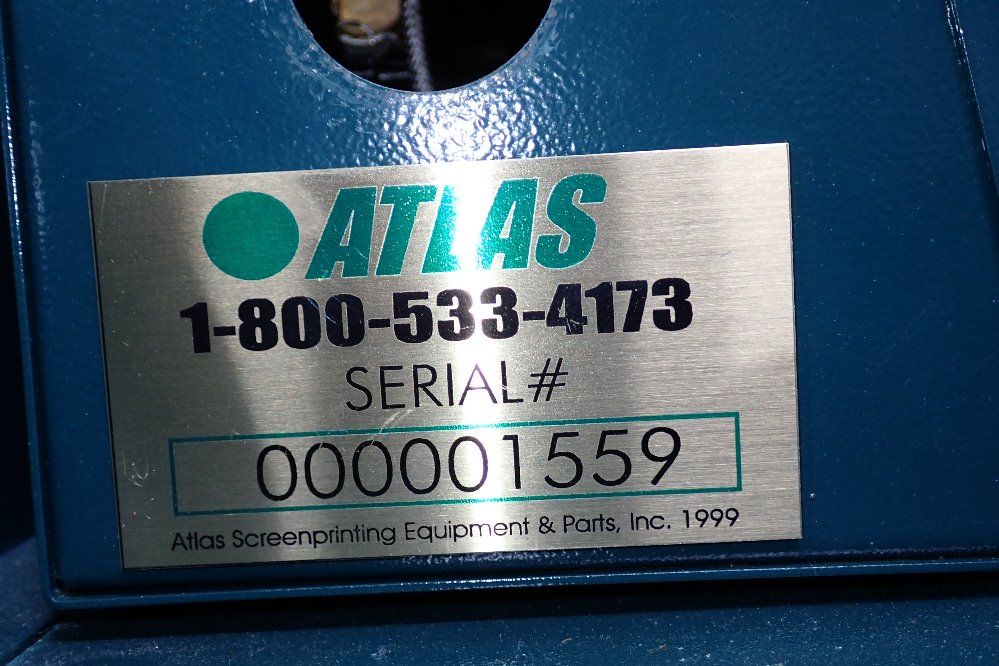 ATLAS
1-800-533-4173
SERIAL#
000001559
Atlas Screenprinting Equipment & Parts, Inc. 1999